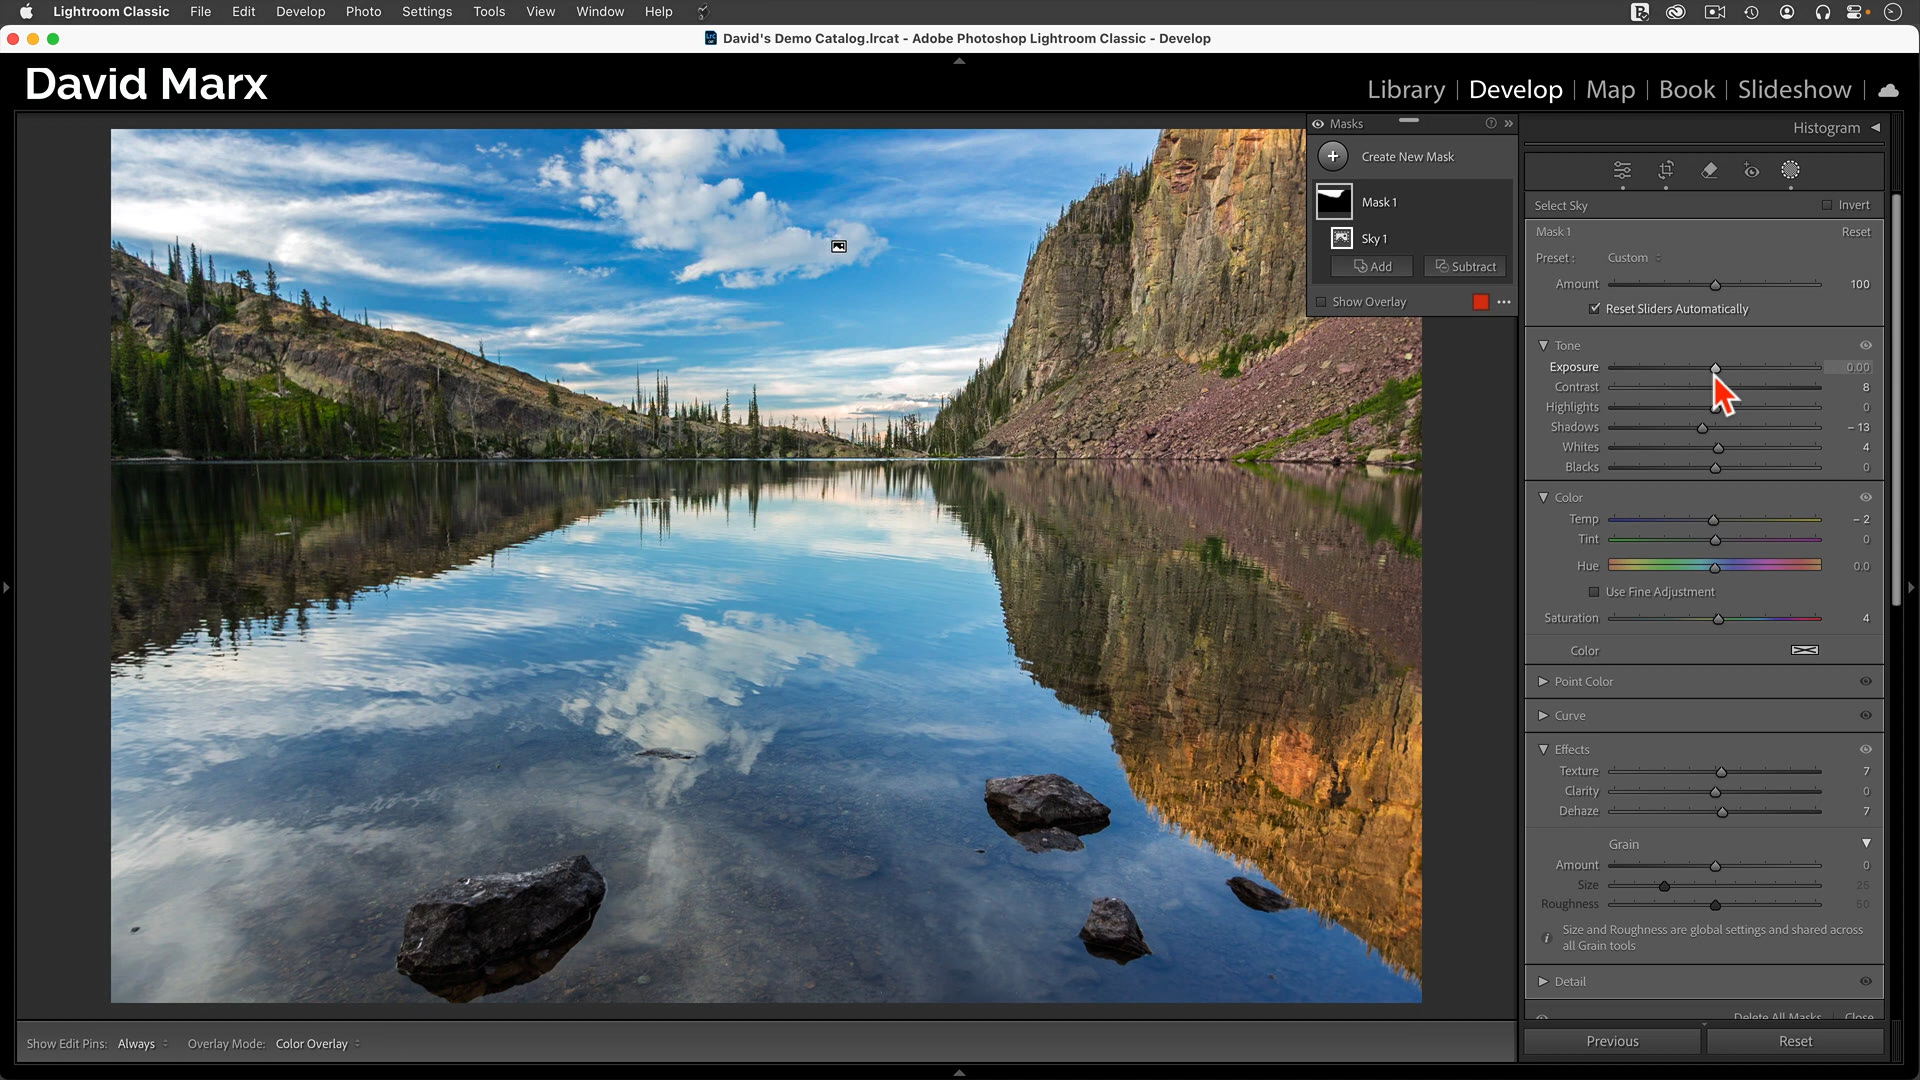 Lightroom Classic File Edit Develop Photo Settings Tools View Window Help
David's Demo Catalog.lrcat - Adobe Photoshop Lightroom Classic - Develop
David Marx
Library | Develop | Map | Book | Slideshow |
Histogram
Masks
Create New Mask
Mask 1
Sky 1
Add Subtract
Show Overlay
Select Sky Invert
Mask 1 Reset
Preset : Custom
Amount 100
Reset Sliders Automatically
Tone
Exposure 0.00
Contrast 8
Highlights 0
Shadows – 13
Whites 4
Blacks 0
Color
Temp – 2
Tint 0
Hue 0.0
Use Fine Adjustment
Saturation 4
Color
Point Color
Curve
Effects
Texture 7
Clarity 0
Dehaze 7
Grain
Amount 0
Size 25
Roughness 50
Size and Roughness are global settings and shared across
all Grain tools
Detail
Delete All Masks Close
Previous Reset
Show Edit Pins: Always Overlay Mode: Color Overlay